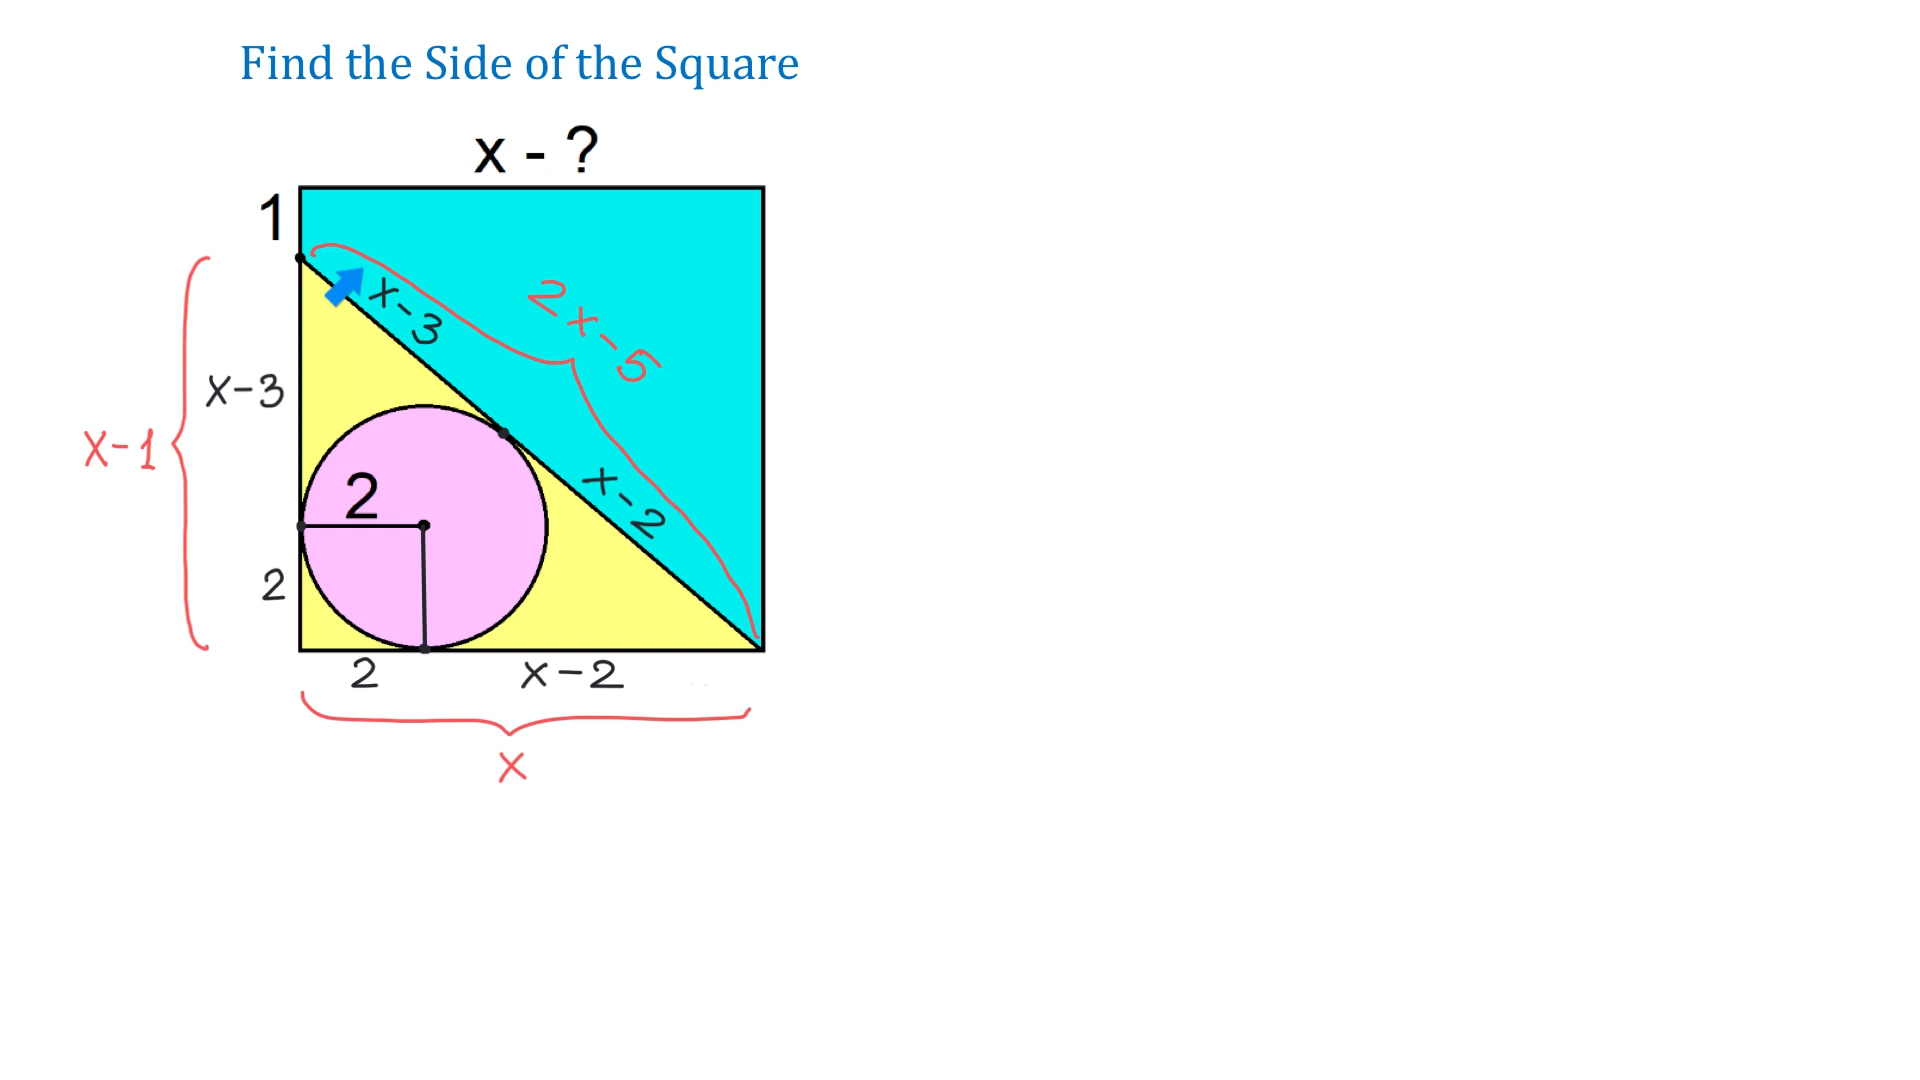 Find the Side of the Square
x - ?
1
x-3
2x-5
x-3
x-1
2
x-2
2
2
x-2
x